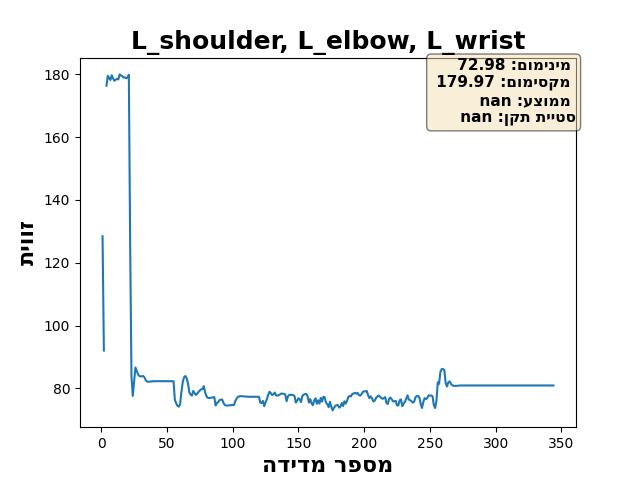 L_shoulder, L_elbow, L_wrist
מינימום: 72.98
מקסימום: 179.97
ממוצע: nan
סטיית תקן: nan
180
160
140
120
100
80
זווית
0 50 100 150 200 250 300 350
מספר מדידה